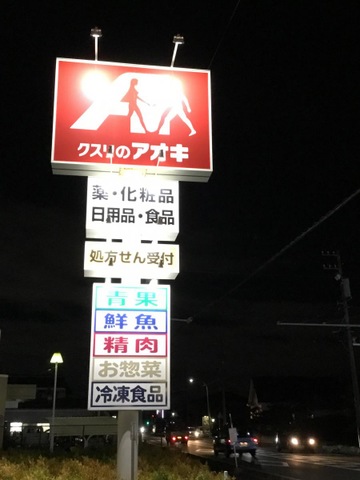 クスリのアオキ
薬・化粧品
日用品・食品
処方せん受付
青果
鮮魚
精肉
お惣菜
冷凍食品